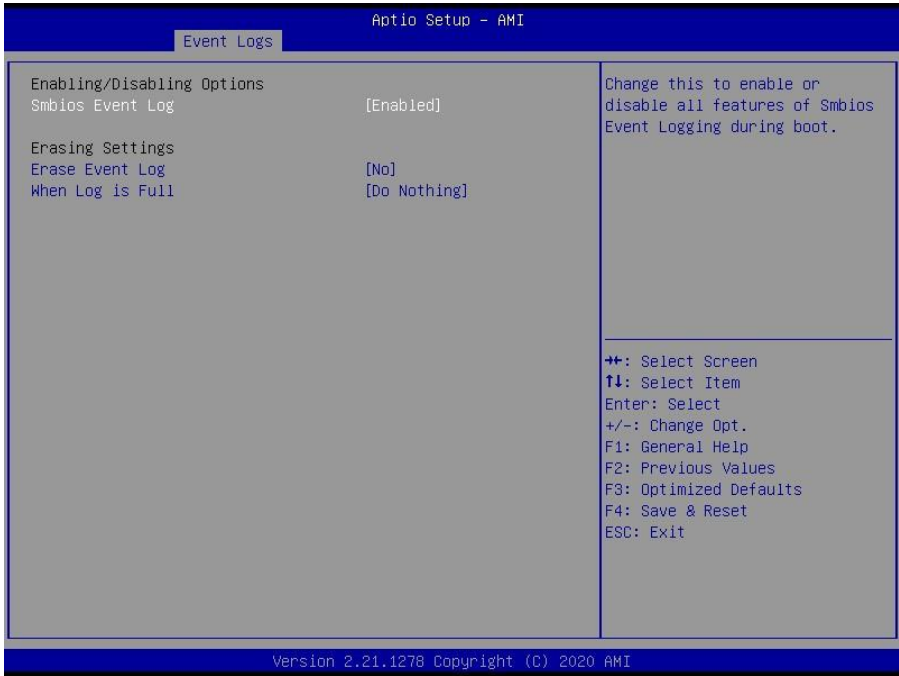 Aptio Setup - AMI
Event Logs
Enabling/Disabling Options
Smbios Event Log [Enabled]
Erasing Settings
Erase Event Log [No]
When Log is Full [Do Nothing]
Change this to enable or
disable all features of Smbios
Event Logging during boot.
→←: Select Screen
↑↓: Select Item
Enter: Select
+/-: Change Opt.
F1: General Help
F2: Previous Values
F3: Optimized Defaults
F4: Save & Reset
ESC: Exit
Version 2.21.1278 Copyright (C) 2020 AMI